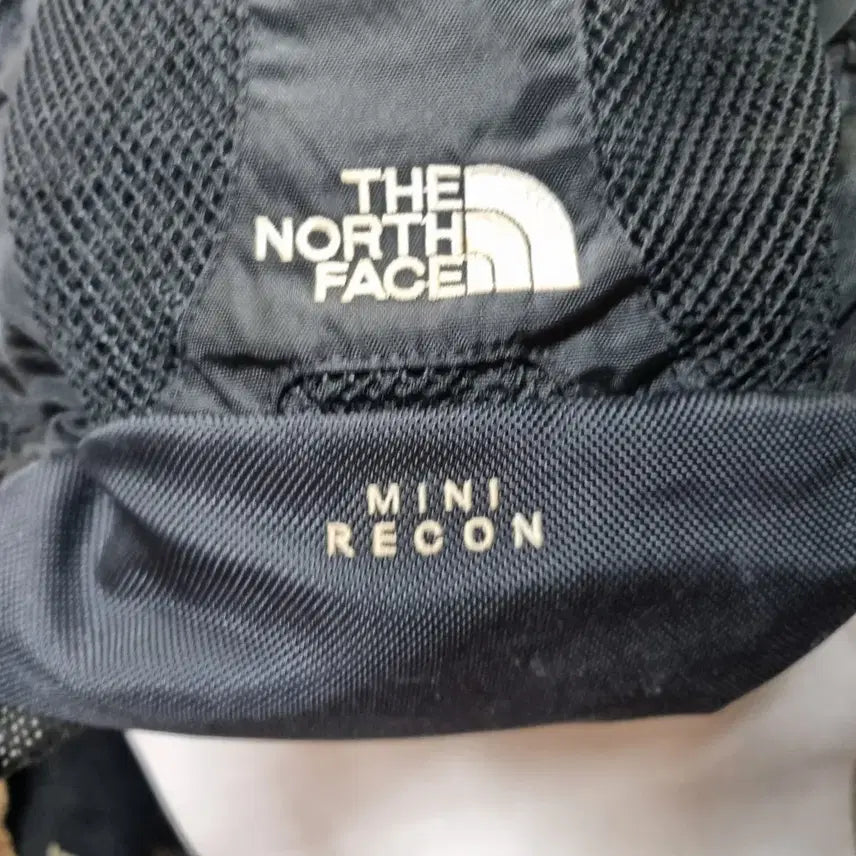 THE
NORTH
FACE
MINI
RECON